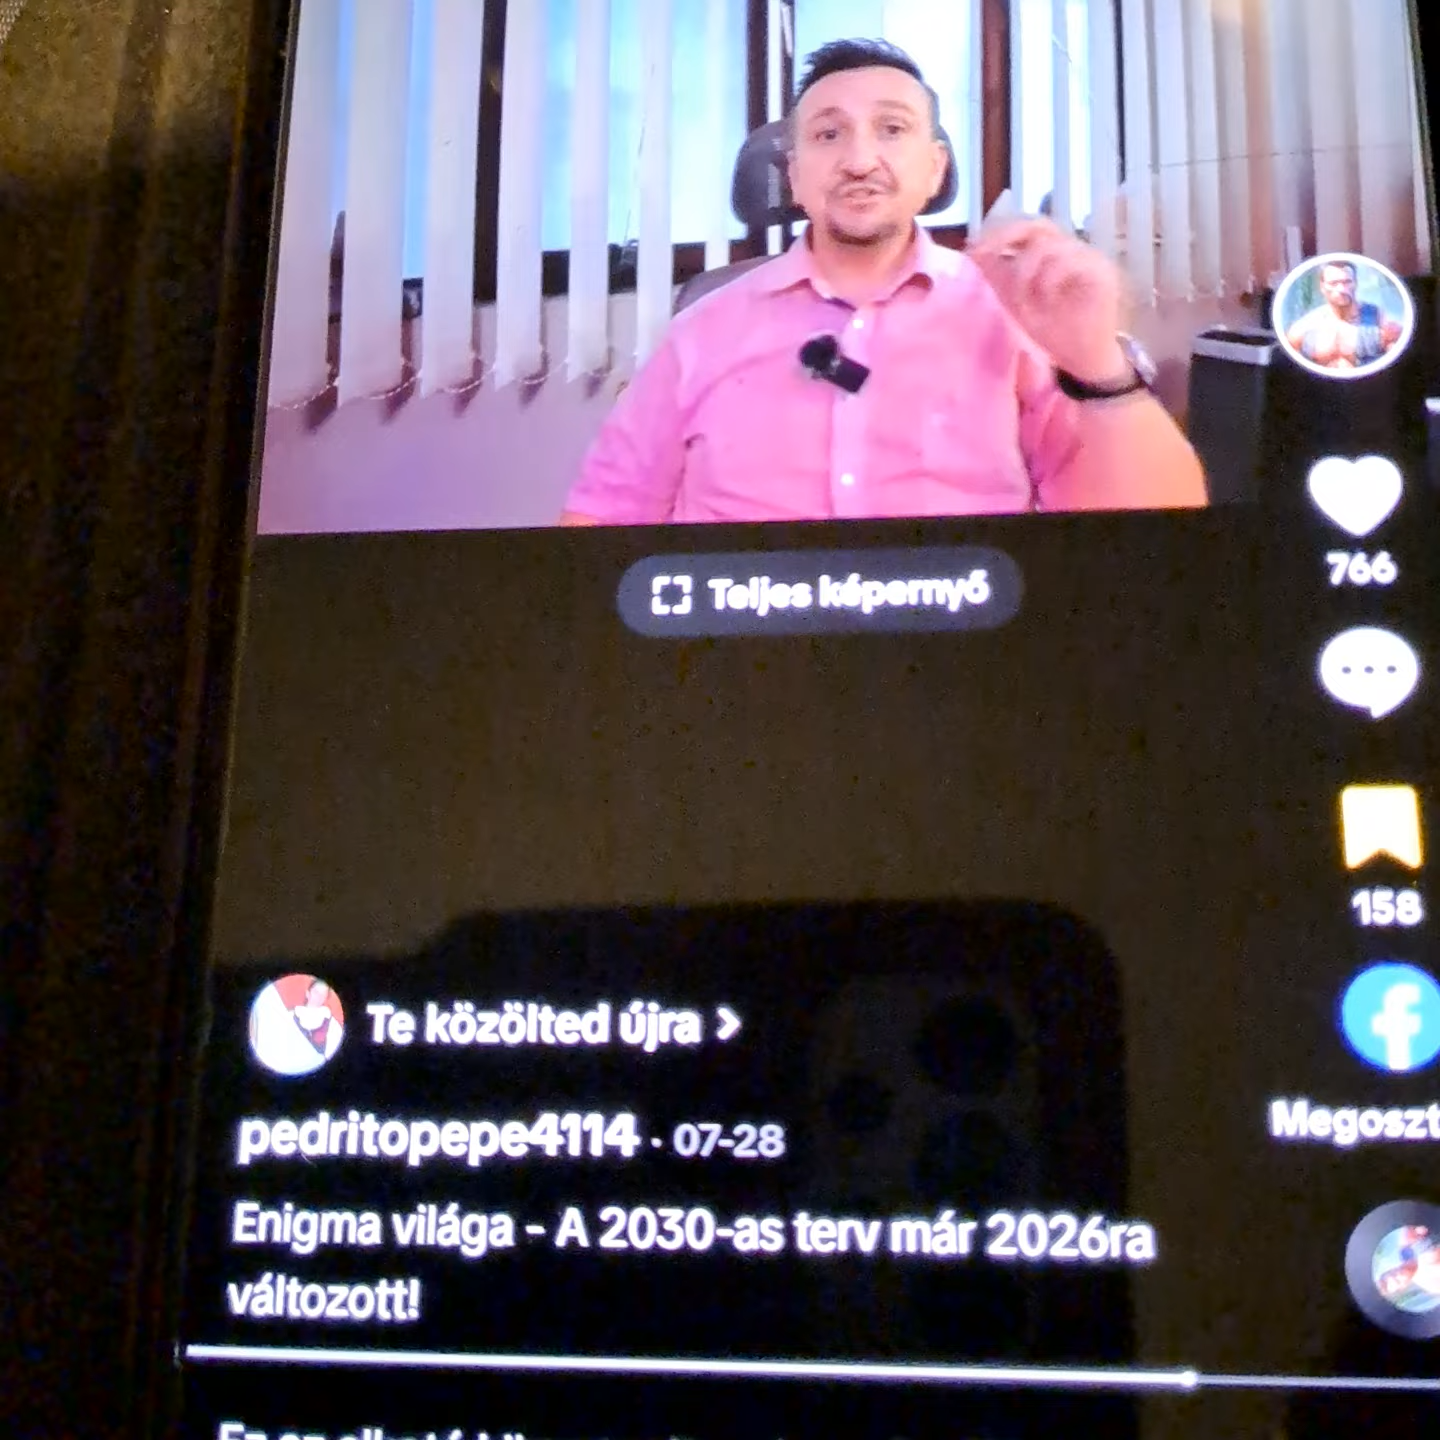 Teljes képernyő
766
158
Te közölted újra >
Megoszt
pedritopepe4114 · 07-28
Enigma világa - A 2030-as terv már 2026ra
változott!